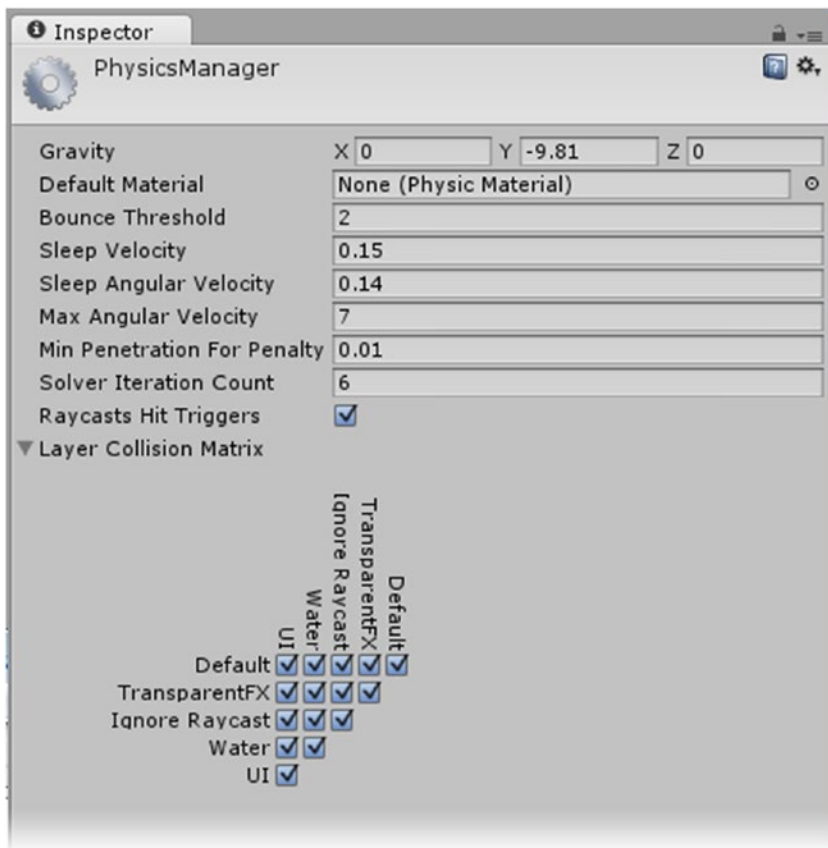 Inspector
PhysicsManager
Gravity X 0 Y -9.81 Z 0
Default Material None (Physic Material)
Bounce Threshold 2
Sleep Velocity 0.15
Sleep Angular Velocity 0.14
Max Angular Velocity 7
Min Penetration For Penalty 0.01
Solver Iteration Count 6
Raycasts Hit Triggers
Layer Collision Matrix
UI
Water
Ignore Raycast
TransparentFX
Default
Default
TransparentFX
Ignore Raycast
Water
UI